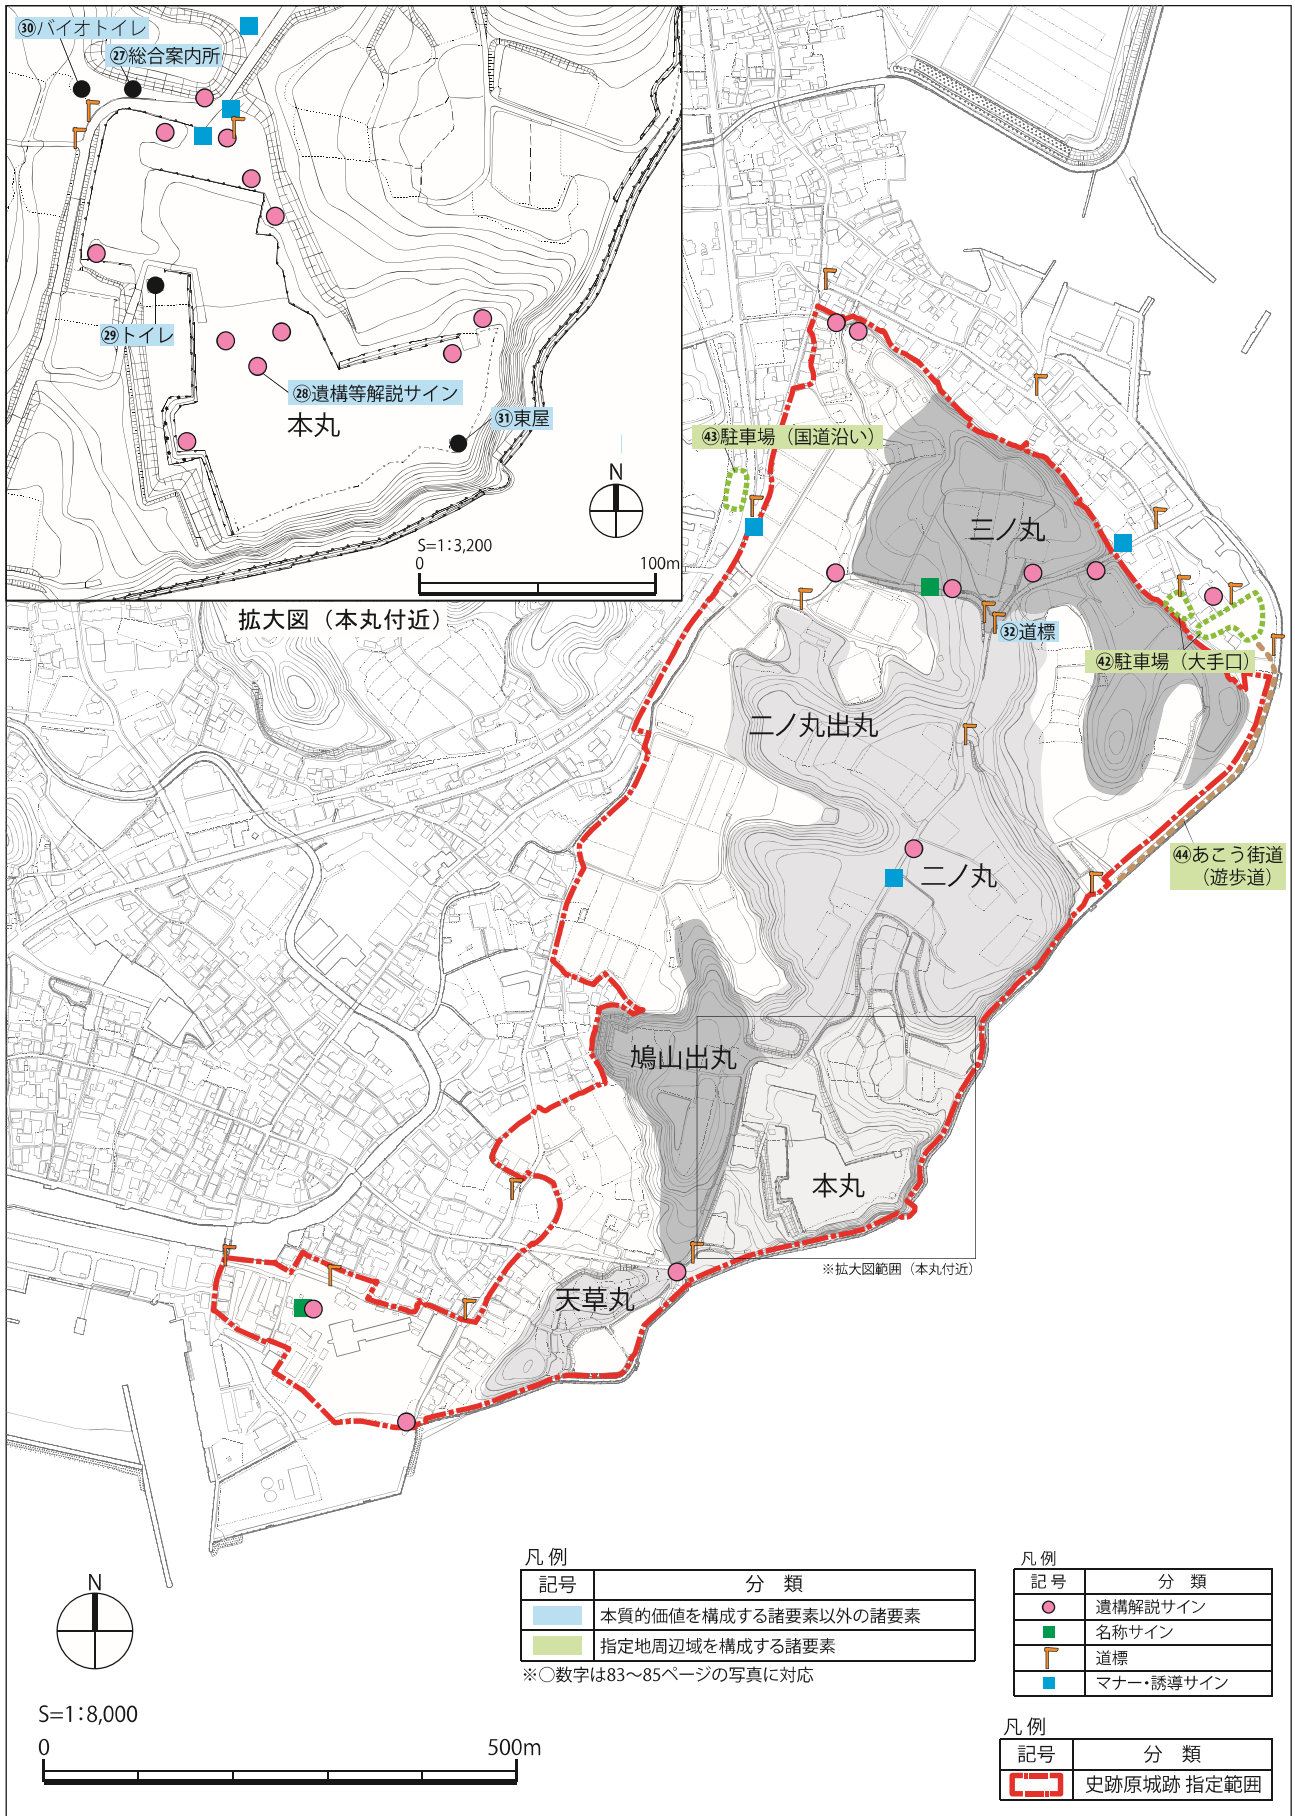 ㉚バイオトイレ
㉗総合案内所
㉙トイレ
㉘遺構等解説サイン
本丸
㉛東屋
N
S=1:3,200
0 100m
拡大図（本丸付近）
㊸駐車場（国道沿い）
三ノ丸
㉜道標
㊷駐車場（大手口）
二ノ丸出丸
㊹あこう街道
（遊歩道）
二ノ丸
鳩山出丸
本丸
※拡大図範囲（本丸付近）
天草丸
N
S=1:8,000
0 500m
凡 例
記号 分 類
本質的価値を構成する諸要素以外の諸要素
指定地周辺域を構成する諸要素
※○数字は83～85ページの写真に対応
凡 例
記 号 分 類
遺構解説サイン
名称サイン
道標
マナー・誘導サイン
凡 例
記号 分 類
史跡原城跡 指定範囲